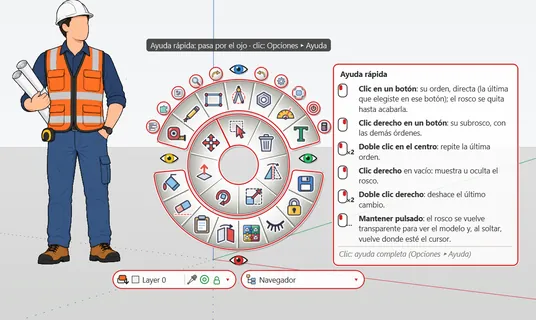 Ayuda rápida: pasa por el ojo · clic: Opciones ▸ Ayuda
Ayuda rápida
Clic en un botón: su orden, directa (la última
que elegiste en ese botón); el rosco se quita
hasta acabarla.
Clic derecho en un botón: su subrosco, con
las demás órdenes.
x2 Doble clic en el centro: repite la última
orden.
Clic derecho en vacío: muestra u oculta el
rosco.
x2 Doble clic derecho: deshace el último
cambio.
... Mantener pulsado: el rosco se vuelve
transparente para ver el modelo y, al soltar,
vuelve donde esté el cursor.
Clic: ayuda completa (Opciones ▸ Ayuda)
T
Layer 0
Navegador